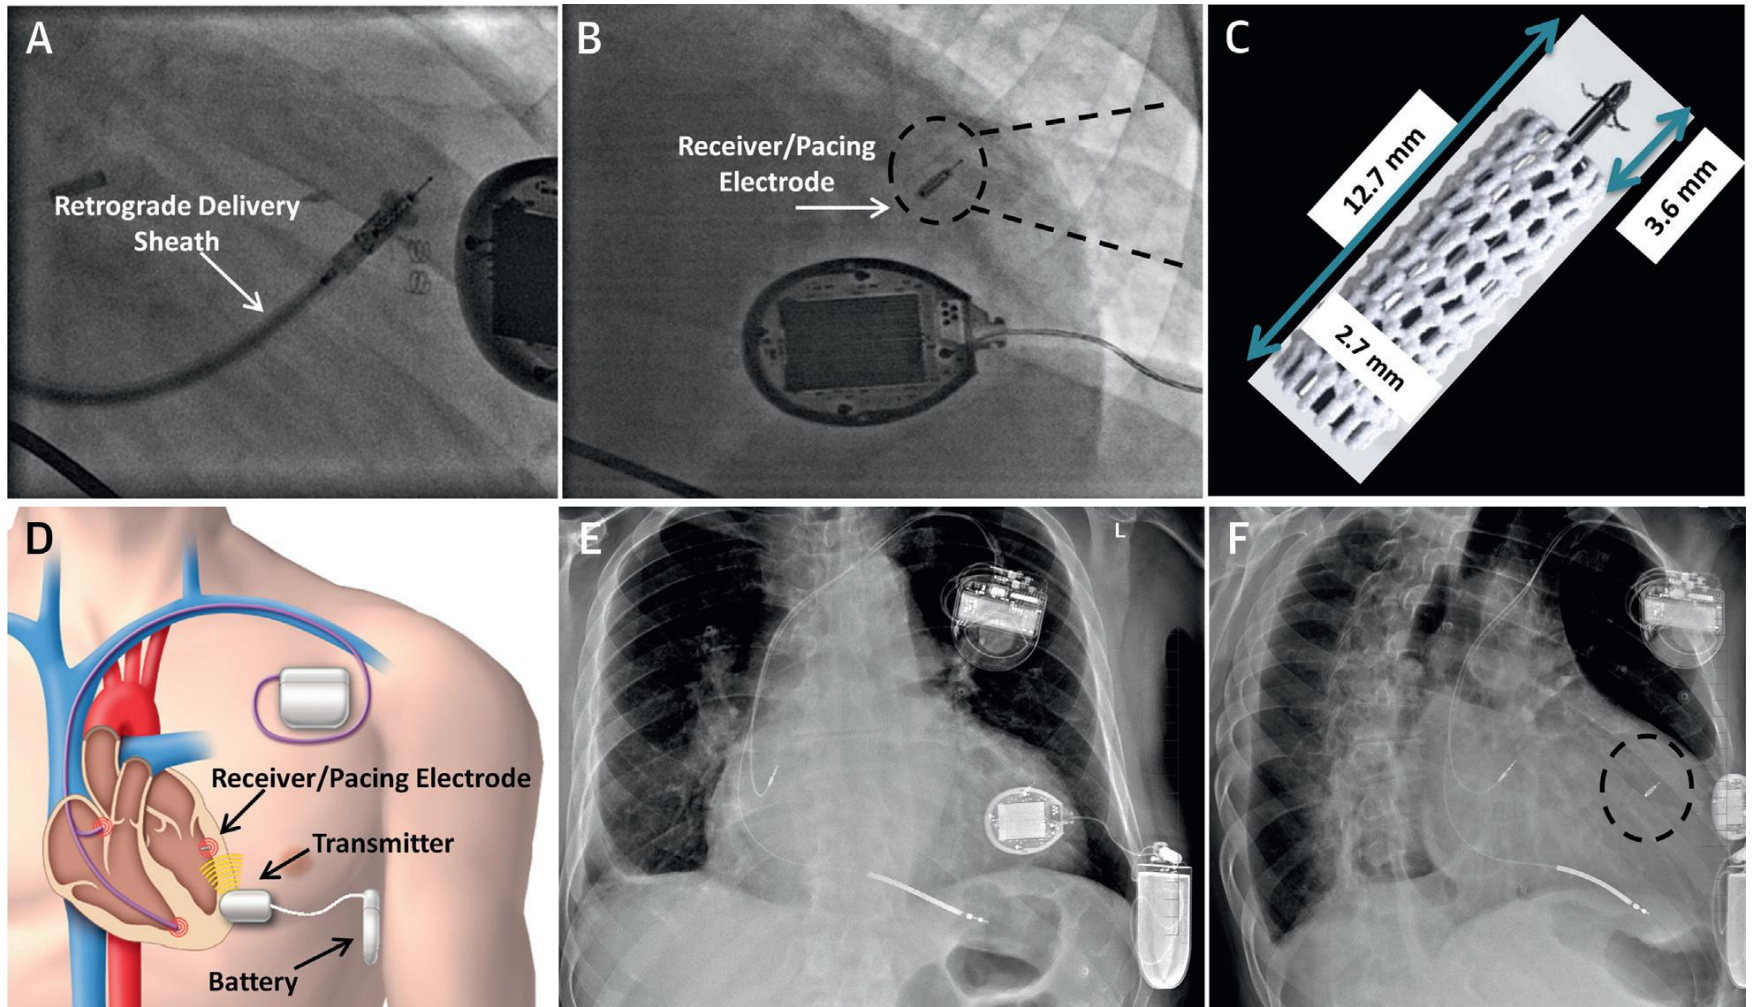 A
Retrograde Delivery
Sheath
B
Receiver/Pacing
Electrode
C
12.7 mm
3.6 mm
2.7 mm
D
Receiver/Pacing Electrode
Transmitter
Battery
E
L
F